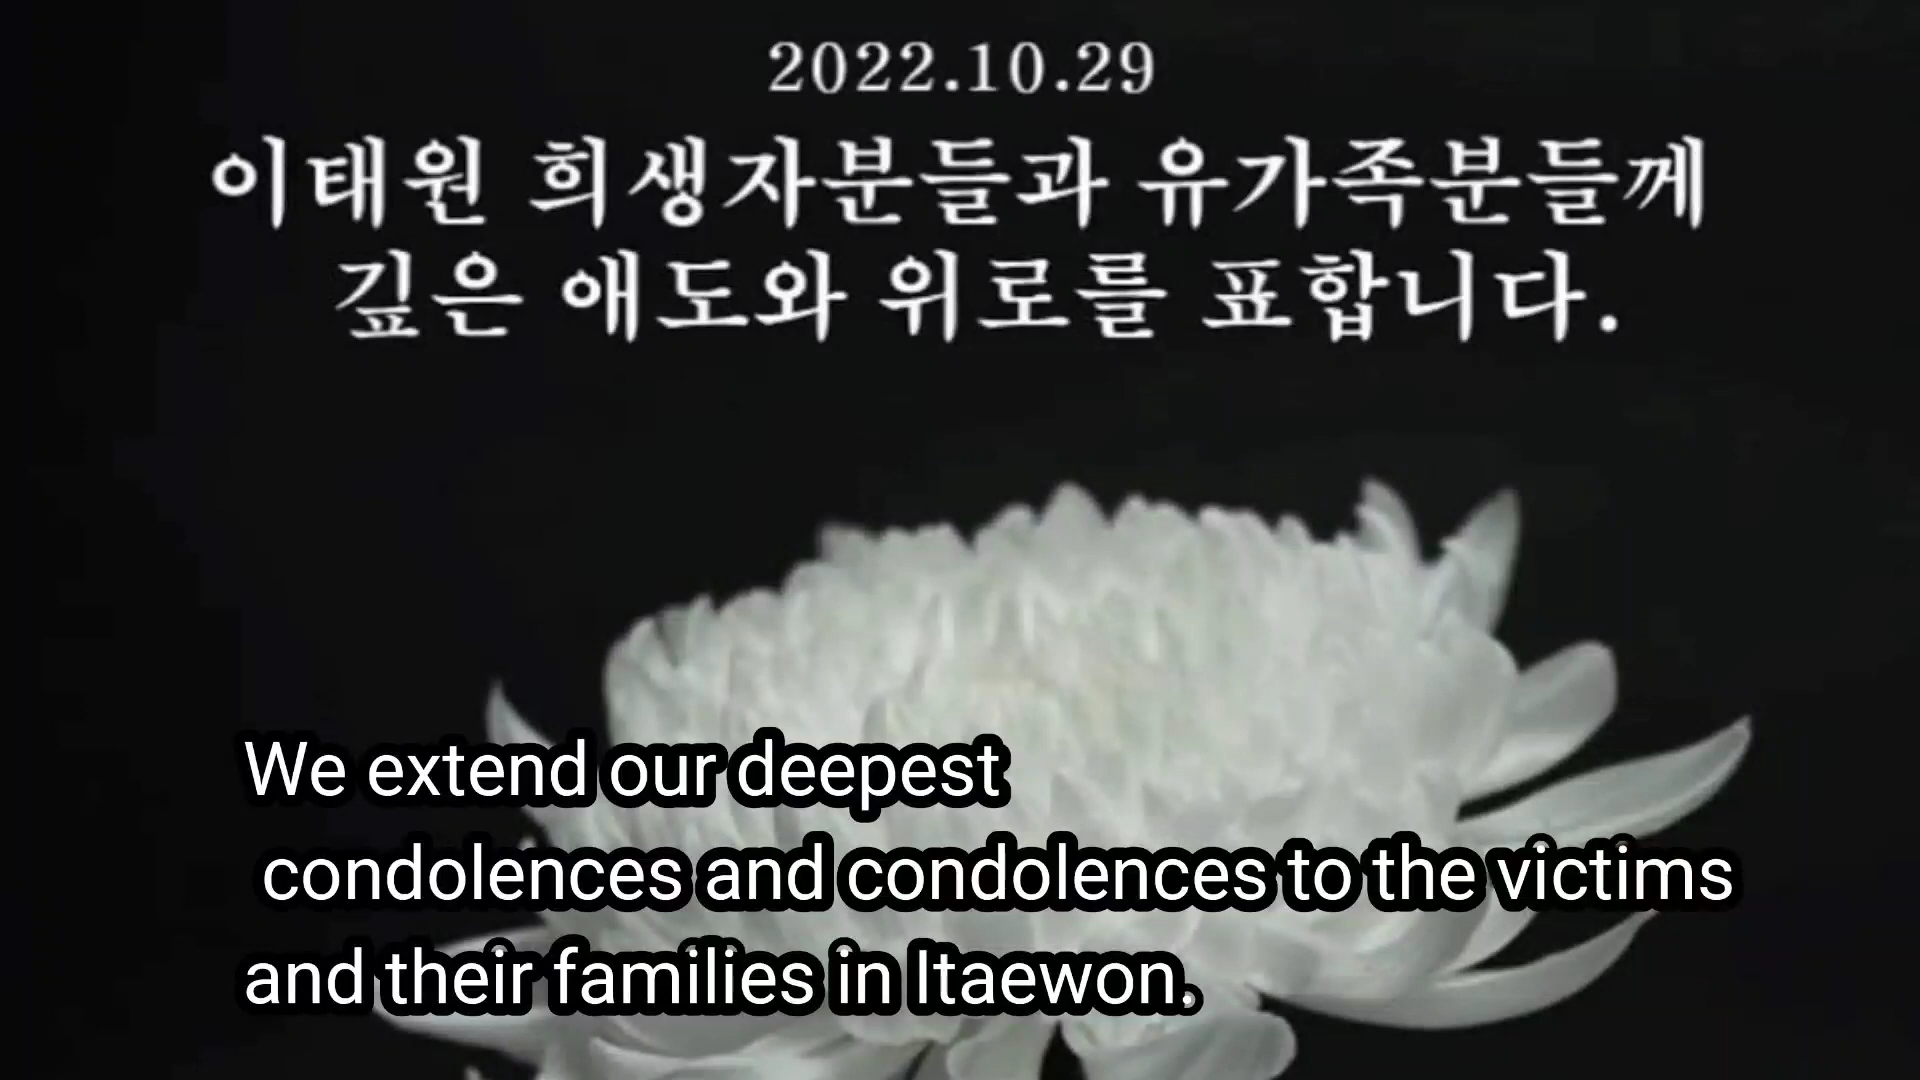 2022.10.29
이태원 희생자분들과 유가족분들께
깊은 애도와 위로를 표합니다.
We extend our deepest
condolences and condolences to the victims
and their families in Itaewon.